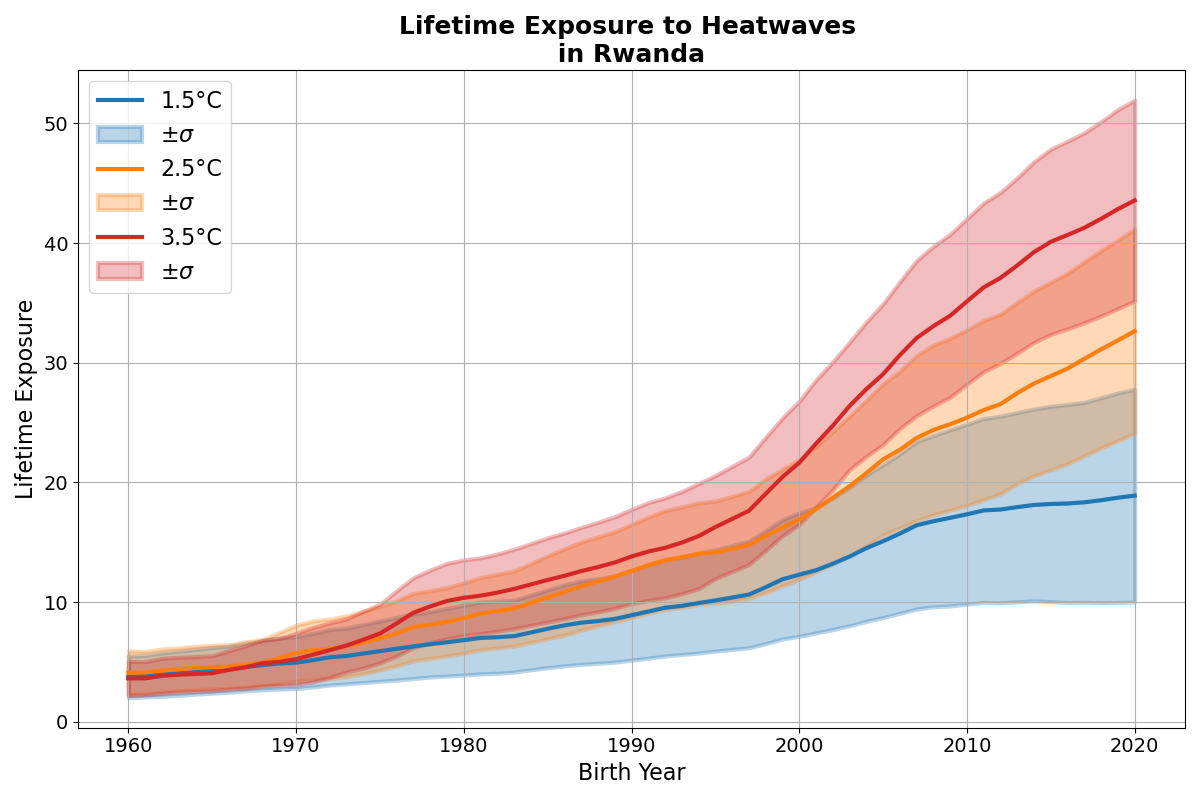 Lifetime Exposure to Heatwaves
in Rwanda
1.5°C
±σ
2.5°C
±σ
3.5°C
±σ
Lifetime Exposure
50
40
30
20
10
0
1960 1970 1980 1990 2000 2010 2020
Birth Year